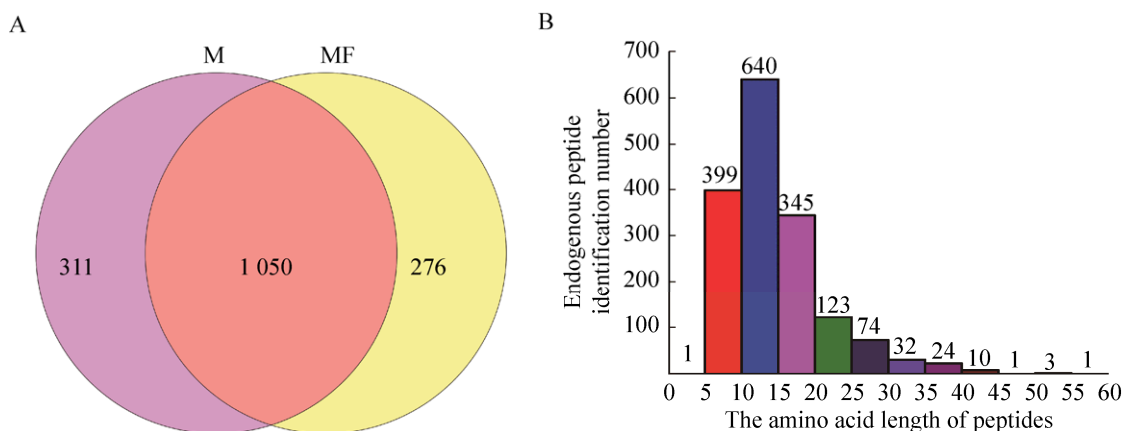 A
M MF
311 1 050 276
B
Endogenous peptide
identification number
700
600
500
400
300
200
100
1 399 640 345 123 74 32 24 10 1 3 1
0 5 10 15 20 25 30 35 40 45 50 55 60
The amino acid length of peptides